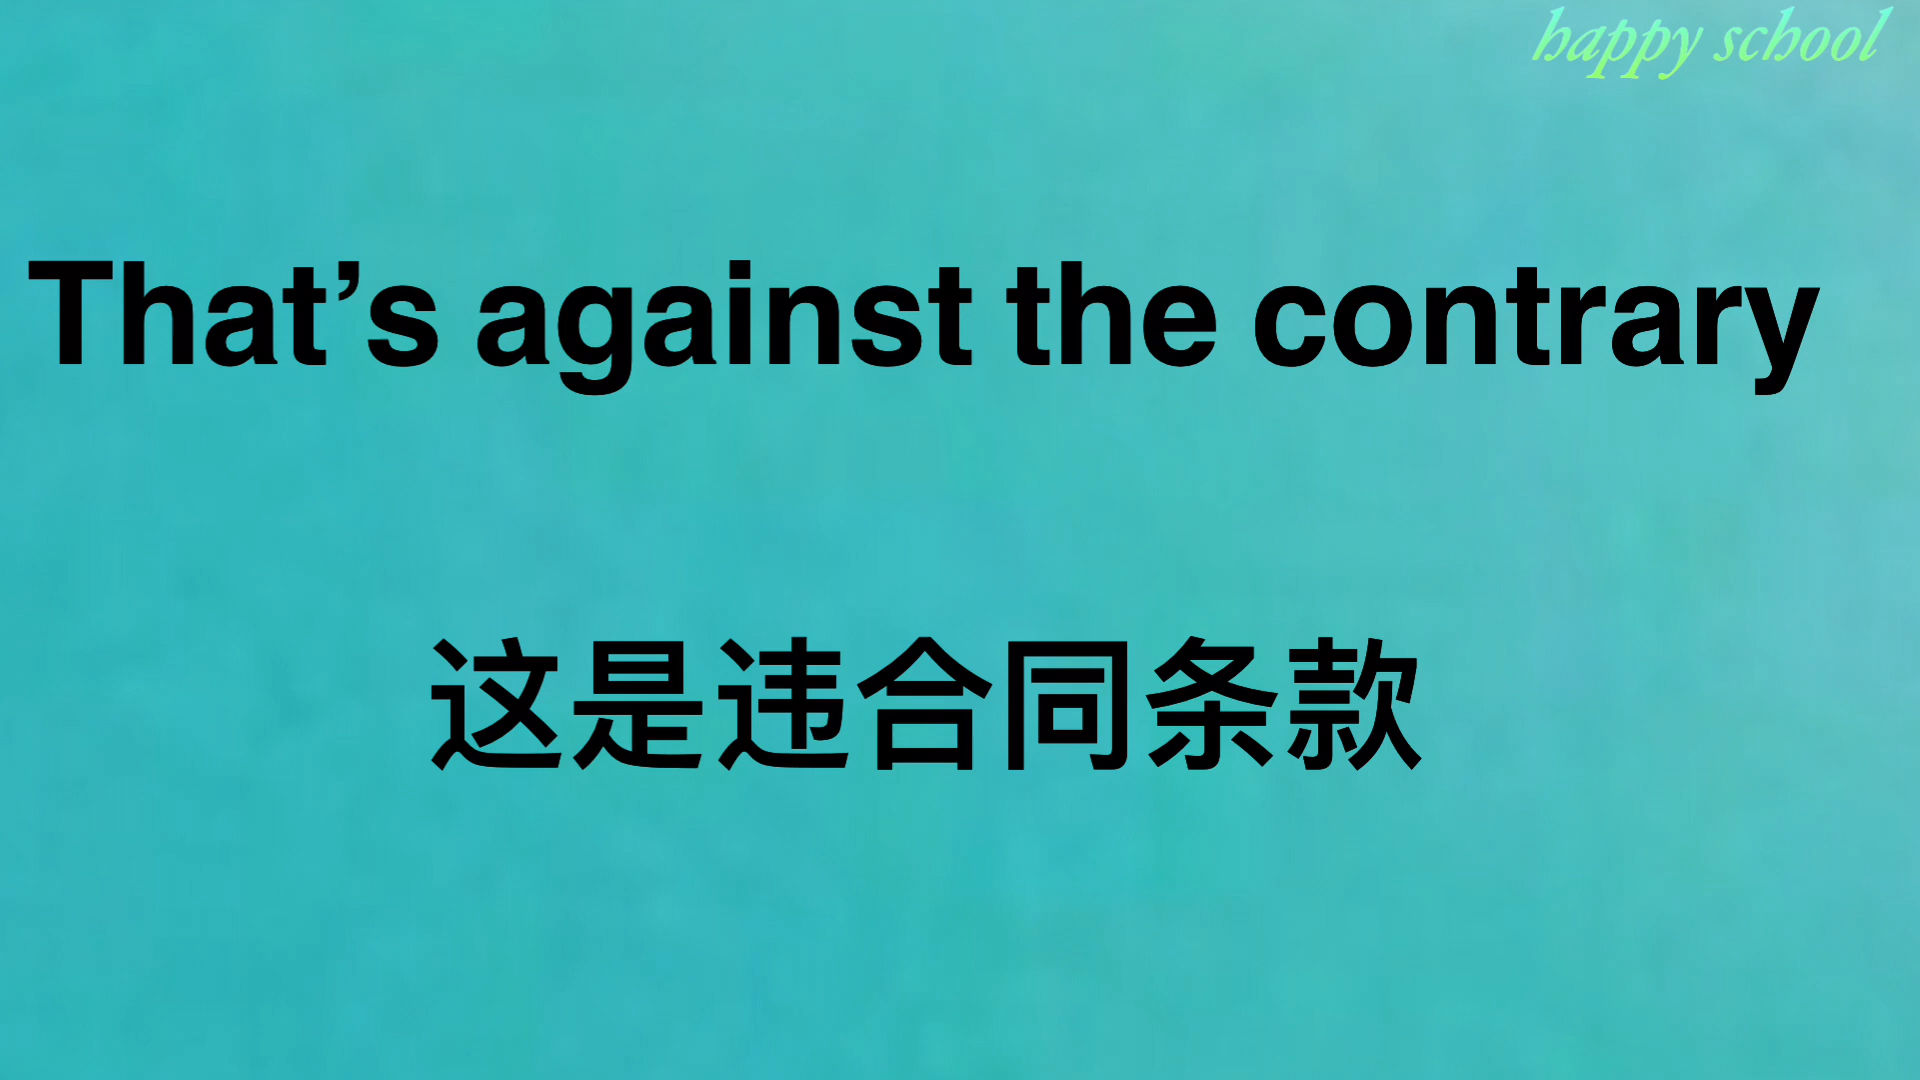 happy school
That’s against the contrary
这是违合同条款